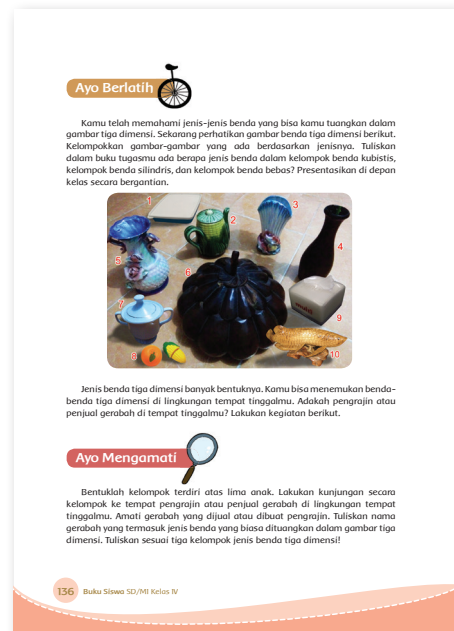 Ayo Berlatih
Kamu telah memahami jenis-jenis benda yang bisa kamu tuangkan dalam
gambar tiga dimensi. Sekarang perhatikan gambar benda tiga dimensi berikut.
Kelompokkan gambar-gambar yang ada berdasarkan jenisnya. Tuliskan
dalam buku tugasmu ada berapa jenis benda dalam kelompok benda kubistis,
kelompok benda silindris, dan kelompok benda bebas? Presentasikan di depan
kelas secara bergantian.
1
2
3
4
5
6
7
8
9
10
Jenis benda tiga dimensi banyak bentuknya. Kamu bisa menemukan benda-
benda tiga dimensi di lingkungan tempat tinggalmu. Adakah pengrajin atau
penjual gerabah di tempat tinggalmu? Lakukan kegiatan berikut.
Ayo Mengamati
Bentuklah kelompok terdiri atas lima anak. Lakukan kunjungan secara
kelompok ke tempat pengrajin atau penjual gerabah di lingkungan tempat
tinggalmu. Amati gerabah yang dijual atau dibuat pengrajin. Tuliskan nama
gerabah yang termasuk jenis benda yang biasa dituangkan dalam gambar tiga
dimensi. Tuliskan sesuai tiga kelompok jenis benda tiga dimensi!
136 Buku Siswa SD/MI Kelas IV